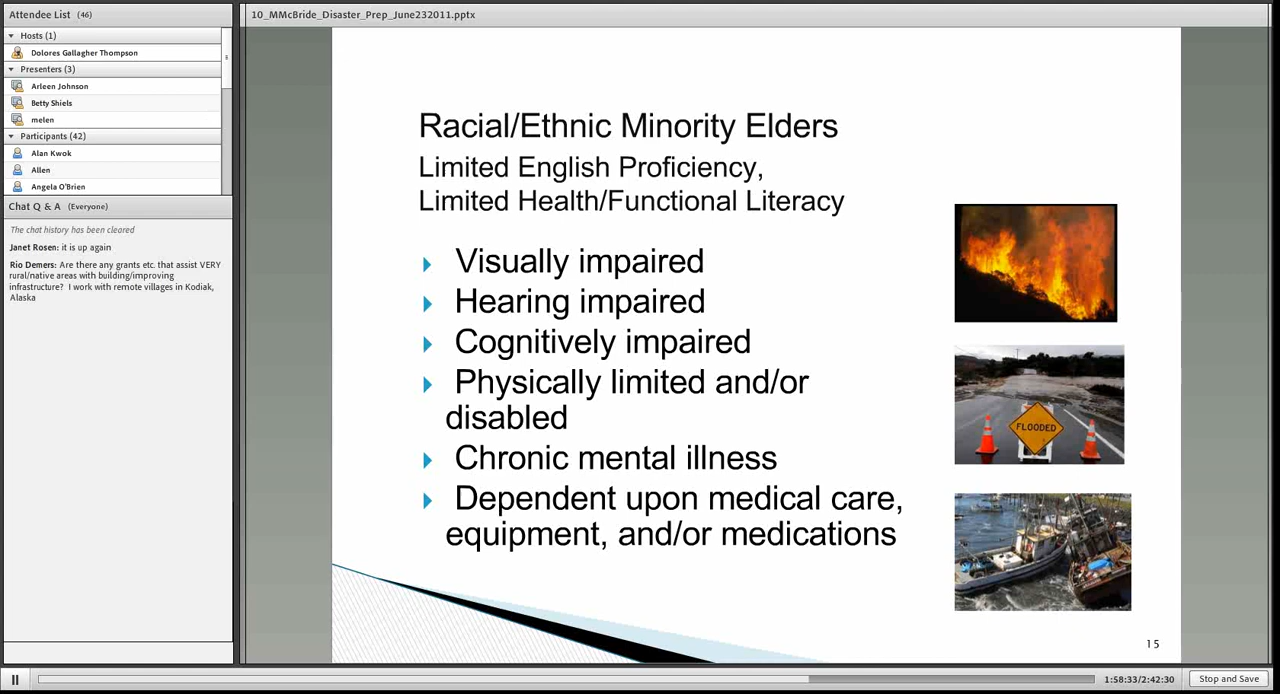 Attendee List (46)
Hosts (1)
Dolores Gallagher Thompson
Presenters (3)
Arleen Johnson
Betty Shiels
melen
Participants (42)
Alan Kwok
Allen
Angela O'Brien
Chat Q & A (Everyone)
The chat history has been cleared
Janet Rosen: it is up again
Rio Demers: Are there any grants etc. that assist VERY
rural/native areas with building/improving
infrastructure? I work with remote villages in Kodiak,
Alaska
10_MMcBride_Disaster_Prep_June232011.pptx
Racial/Ethnic Minority Elders
Limited English Proficiency,
Limited Health/Functional Literacy
Visually impaired
Hearing impaired
Cognitively impaired
Physically limited and/or
disabled
Chronic mental illness
Dependent upon medical care,
equipment, and/or medications
FLOODED
15
1:58:33/2:42:30
Stop and Save